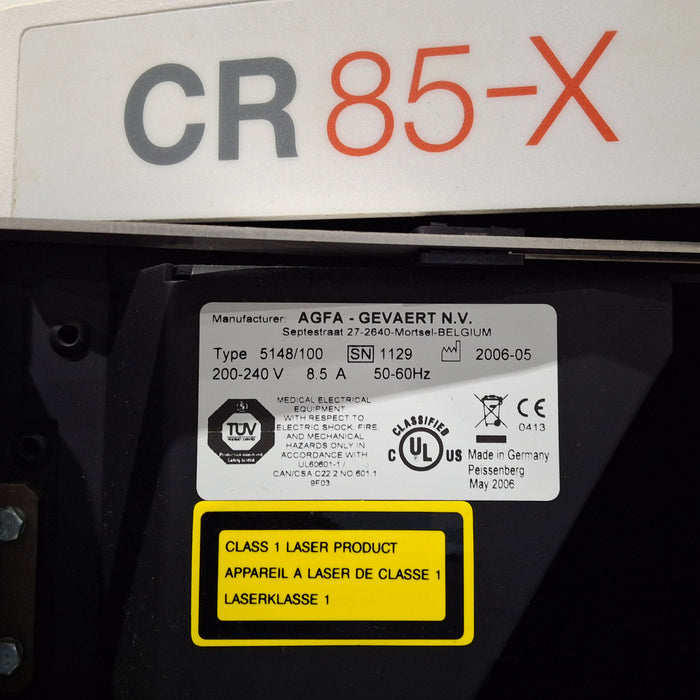 CR 85-X
Manufacturer: AGFA - GEVAERT N.V.
Septestraat 27-2640-Mortsel-BELGIUM
Type 5148/100 SN 1129 2006-05
200-240 V 8.5 A 50-60Hz
TÜV
MEDICAL ELECTRICAL
EQUIPMENT
WITH RESPECT TO
ELECTRIC SHOCK, FIRE
AND MECHANICAL
HAZARDS ONLY IN
ACCORDANCE WITH
UL60601-1 /
CAN/CSA C22 2 NO 601.1
9F03
CLASSIFIED
C UL US
CE
0413
Made in Germany
Peissenberg
May 2006
CLASS 1 LASER PRODUCT
APPAREIL A LASER DE CLASSE 1
LASERKLASSE 1